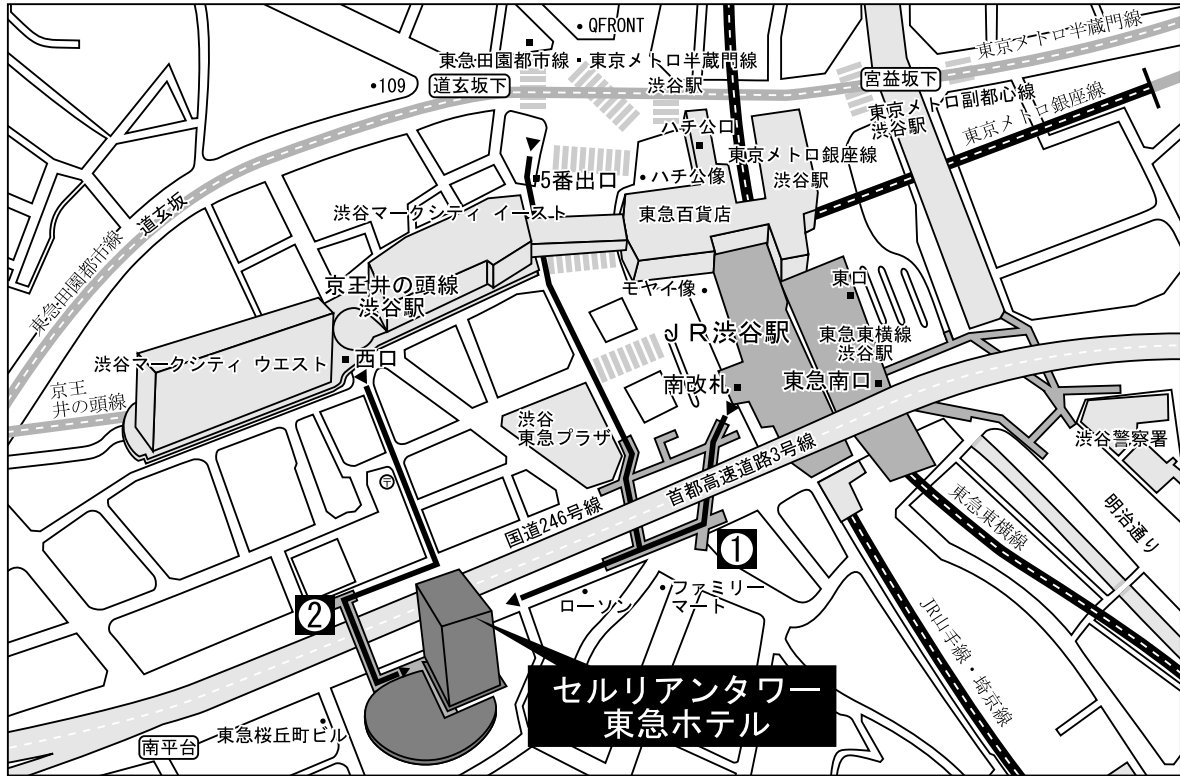 QFRONT
東急田園都市線・東京メトロ半蔵門線
渋谷駅
東京メトロ半蔵門線
109
道玄坂下
宮益坂下
東京メトロ副都心線
渋谷駅
東京メトロ銀座線
ハチ公口
東京メトロ銀座線
渋谷駅
5番出口
ハチ公像
道玄坂
東急田園都市線
渋谷マークシティ イースト
東急百貨店
京王井の頭線
渋谷駅
モヤイ像
東口
JR渋谷駅
東急東横線
渋谷駅
渋谷マークシティ ウエスト
西口
京王
井の頭線
南改札
東急南口
渋谷
東急プラザ
渋谷警察署
〒
国道246号線
首都高速道路3号線
東急東横線
明治通り
①
②
ローソン
ファミリー
マート
JR山手線・埼京線
セルリアンタワー
東急ホテル
東急桜丘町ビル
南平台